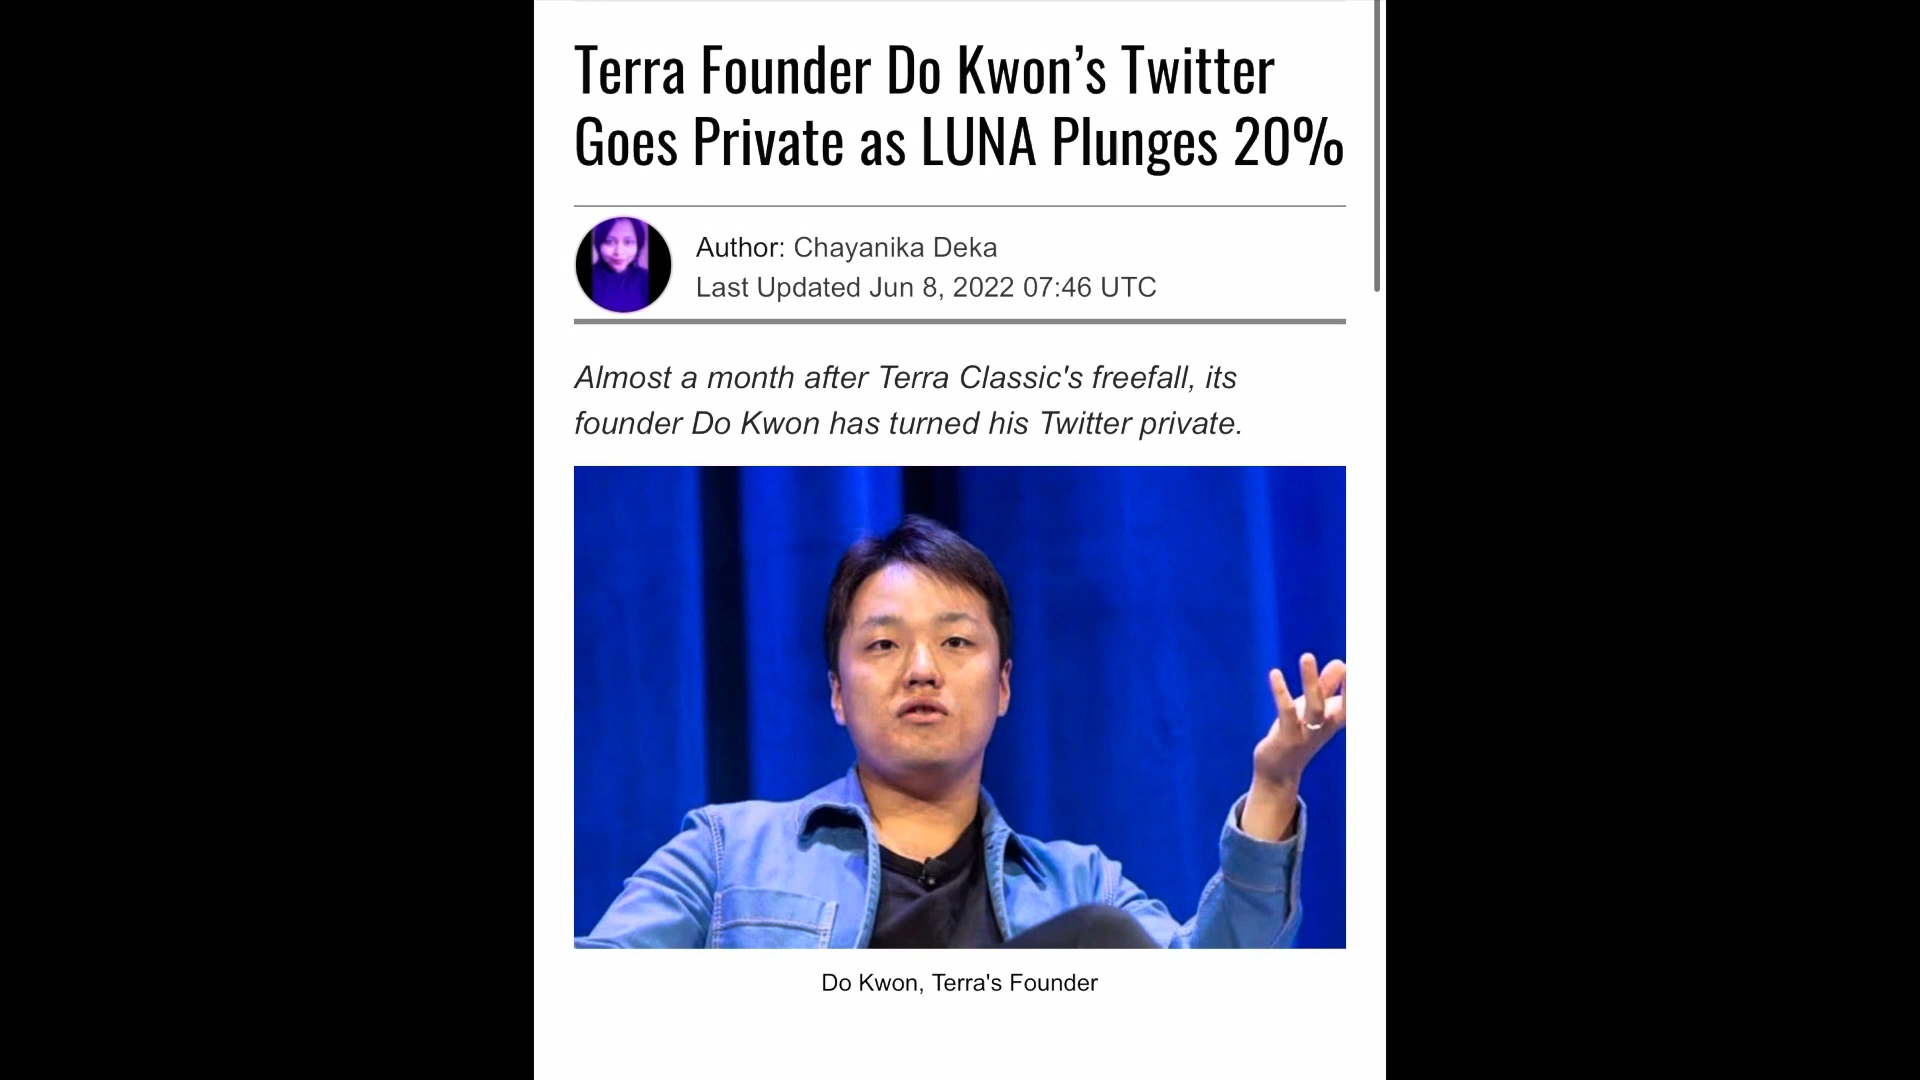 Terra Founder Do Kwon’s Twitter
Goes Private as LUNA Plunges 20%
Author: Chayanika Deka
Last Updated Jun 8, 2022 07:46 UTC
Almost a month after Terra Classic's freefall, its
founder Do Kwon has turned his Twitter private.
Do Kwon, Terra's Founder